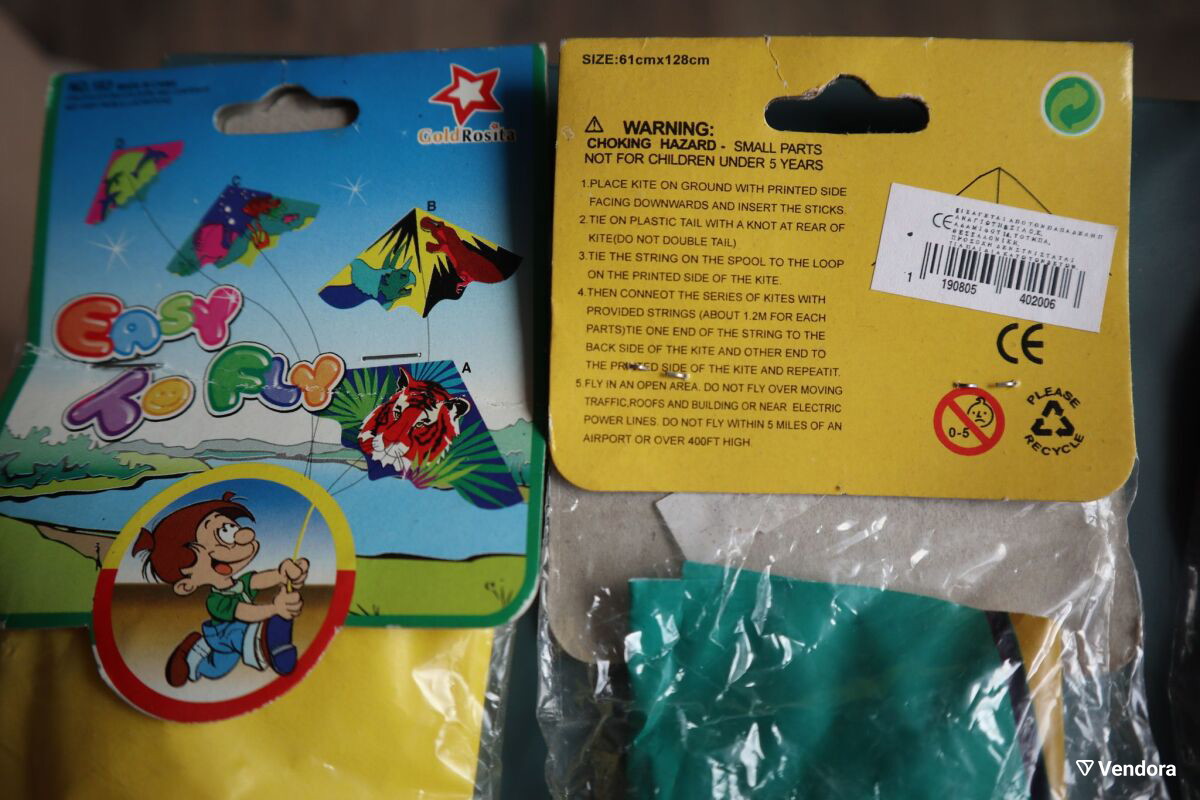 NO.
GoldRosita
D
C
B
A
EASY
TO FLY
SIZE:61cmx128cm
WARNING:
CHOKING HAZARD - SMALL PARTS
NOT FOR CHILDREN UNDER 5 YEARS
1.PLACE KITE ON GROUND WITH PRINTED SIDE
FACING DOWNWARDS AND INSERT THE STICKS.
2.TIE ON PLASTIC TAIL WITH A KNOT AT REAR OF
KITE(DO NOT DOUBLE TAIL)
3.TIE THE STRING ON THE SPOOL TO THE LOOP
ON THE PRINTED SIDE OF THE KITE.
4.THEN CONNEOT THE SERIES OF KITES WITH
PROVIDED STRINGS (ABOUT 1.2M FOR EACH
PARTS)TIE ONE END OF THE STRING TO THE
BACK SIDE OF THE KITE AND OTHER END TO
THE PRINTED SIDE OF THE KITE AND REPEATIT.
5.FLY IN AN OPEN AREA. DO NOT FLY OVER MOVING
TRAFFIC,ROOFS AND BUILDING OR NEAR ELECTRIC
POWER LINES. DO NOT FLY WITHIN 5 MILES OF AN
AIRPORT OR OVER 400FT HIGH.
CE
ΘΕΣΣΑΛΟΝΙΚΗ,
1 190805 402006
CE
0-5
PLEASE
RECYCLE
Vendora